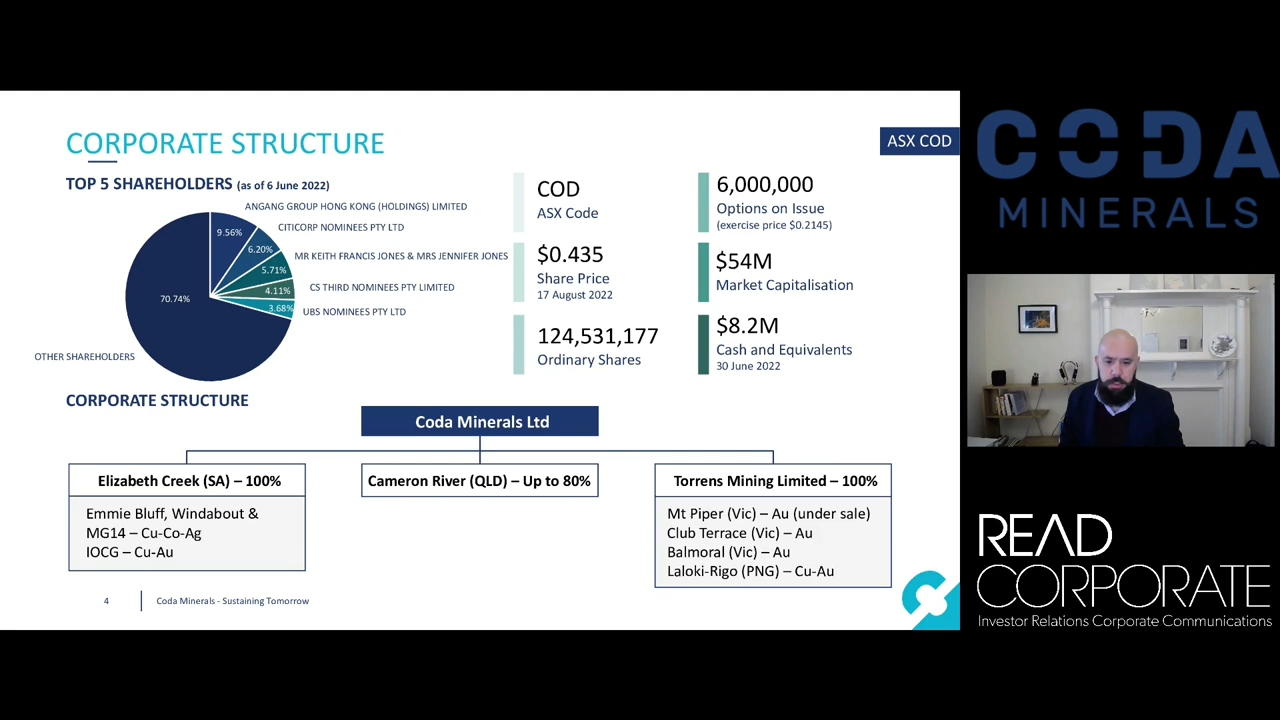 CORPORATE STRUCTURE
ASX COD
TOP 5 SHAREHOLDERS (as of 6 June 2022)
ANGANG GROUP HONG KONG (HOLDINGS) LIMITED
9.56%
CITICORP NOMINEES PTY LTD
6.20%
MR KEITH FRANCIS JONES & MRS JENNIFER JONES
5.71%
CS THIRD NOMINEES PTY LIMITED
4.11%
UBS NOMINEES PTY LTD
3.68%
70.74%
OTHER SHAREHOLDERS
COD
ASX Code
$0.435
Share Price
17 August 2022
124,531,177
Ordinary Shares
6,000,000
Options on Issue
(exercise price $0.2145)
$54M
Market Capitalisation
$8.2M
Cash and Equivalents
30 June 2022
CORPORATE STRUCTURE
Coda Minerals Ltd
Elizabeth Creek (SA) – 100%
Emmie Bluff, Windabout &
MG14 – Cu-Co-Ag
IOCG – Cu-Au
Cameron River (QLD) – Up to 80%
Torrens Mining Limited – 100%
Mt Piper (Vic) – Au (under sale)
Club Terrace (Vic) – Au
Balmoral (Vic) – Au
Laloki-Rigo (PNG) – Cu-Au
4
Coda Minerals - Sustaining Tomorrow
CODA
MINERALS
READ
CORPORATE
Investor Relations Corporate Communications